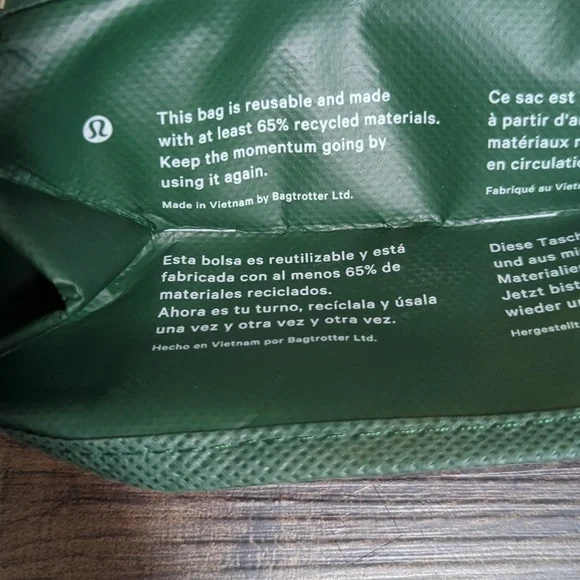 This bag is reusable and made
with at least 65% recycled materials.
Keep the momentum going by
using it again.
Made in Vietnam by Bagtrotter Ltd.
Ce sac est
à partir d'a
matériaux r
en circulati
Fabriqué au Vietn
Esta bolsa es reutilizable y está
fabricada con al menos 65% de
materiales reciclados.
Ahora es tu turno, recíclala y úsala
una vez y otra vez y otra vez.
Hecho en Vietnam por Bagtrotter Ltd.
Diese Tasch
und aus mi
Materialie
Jetzt bist
wieder u
Hergestellt